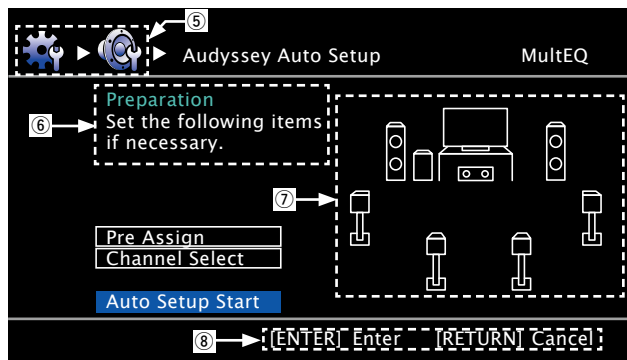 ⑤
Audyssey Auto Setup MultEQ
Preparation
⑥ Set the following items
if necessary.
⑦
Pre Assign
Channel Select
Auto Setup Start
⑧ [ENTER] Enter [RETURN] Cancel